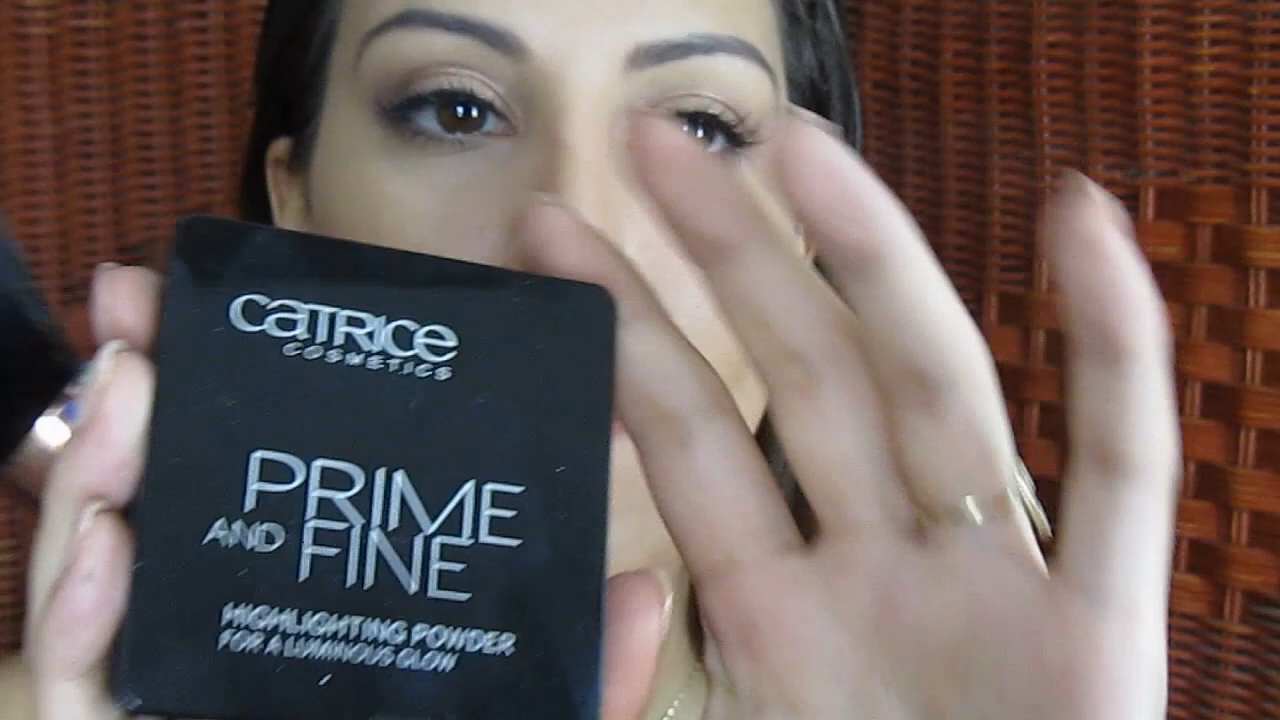 CATRICE
COSMETICS
PRIME
AND FINE
HIGHLIGHTING POWDER
FOR A LUMINOUS GLOW